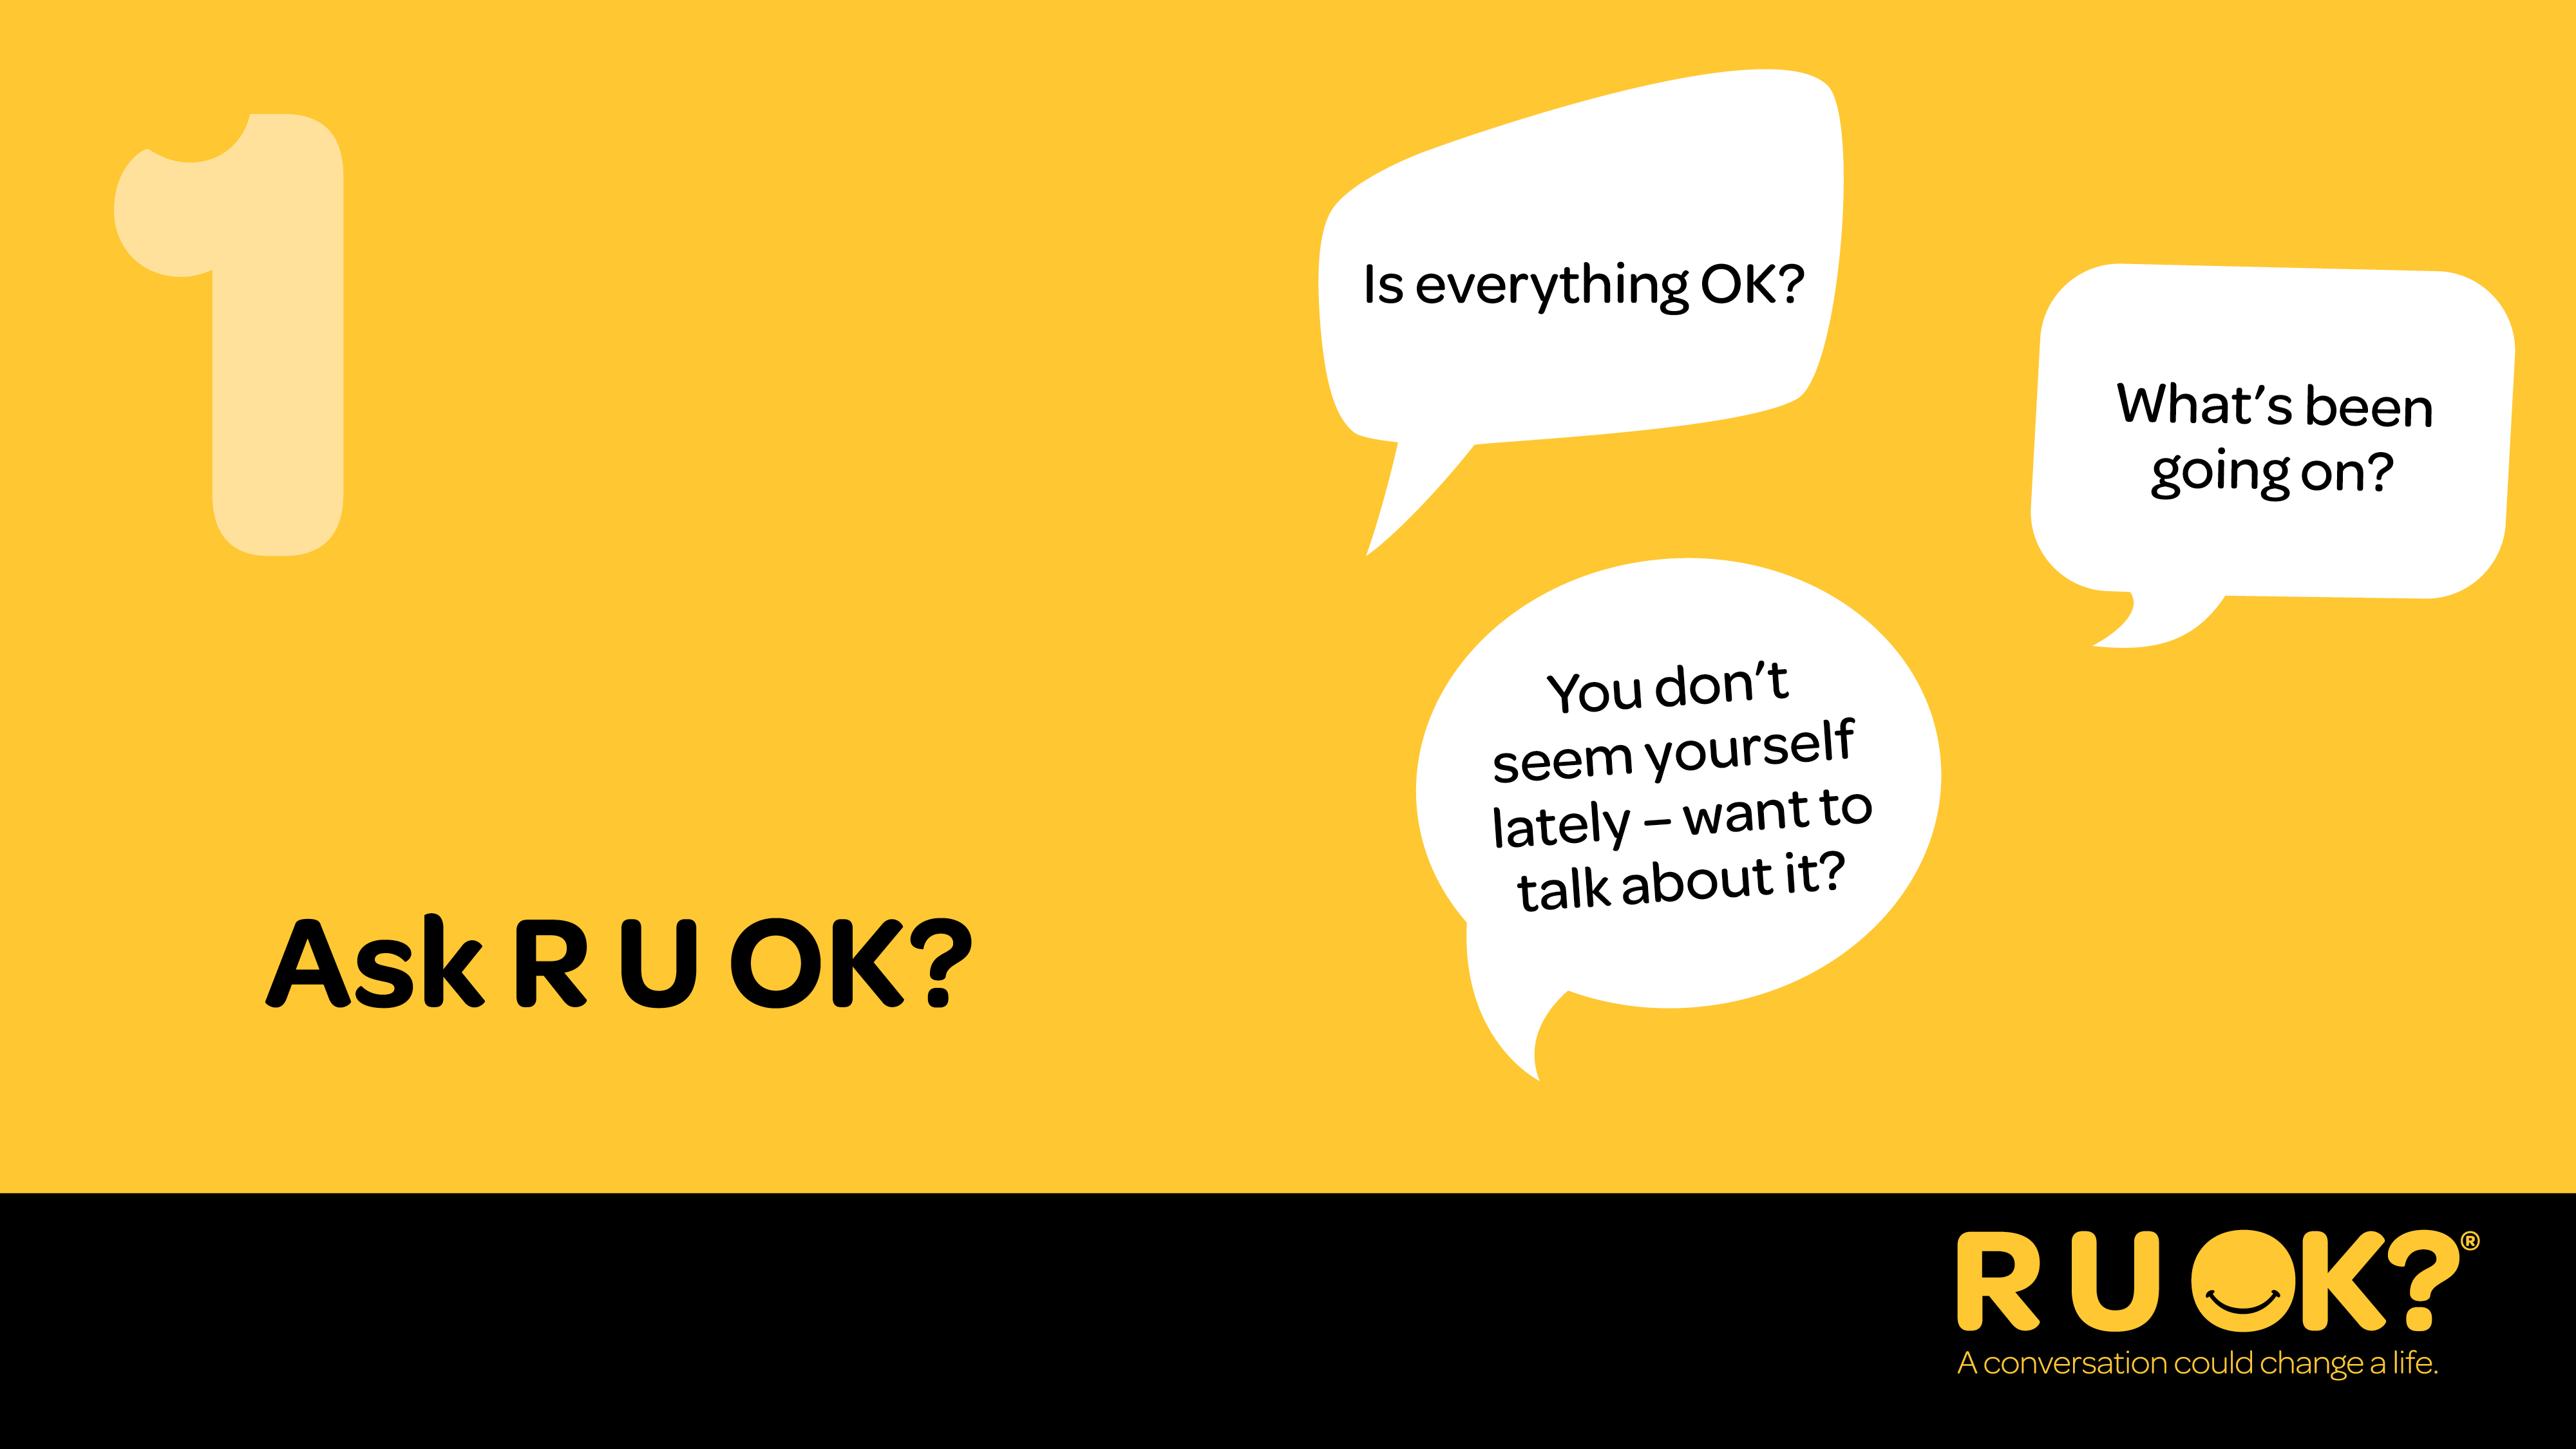 1
Is everything OK?
What’s been
going on?
You don’t
seem yourself
lately – want to
talk about it?
Ask R U OK?
R U OK?®
A conversation could change a life.